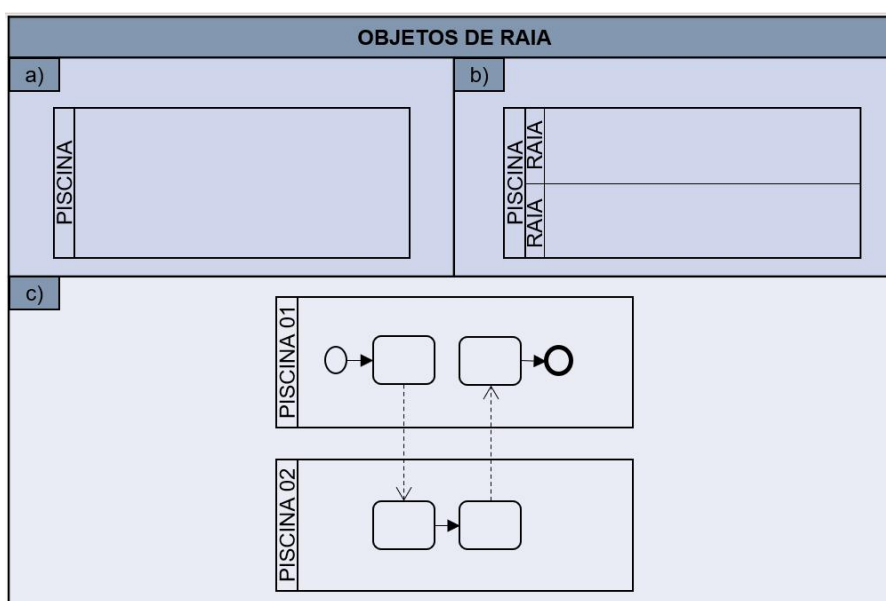 OBJETOS DE RAIA
a)
PISCINA
b)
PISCINA
RAIA
RAIA
c)
PISCINA 01
PISCINA 02